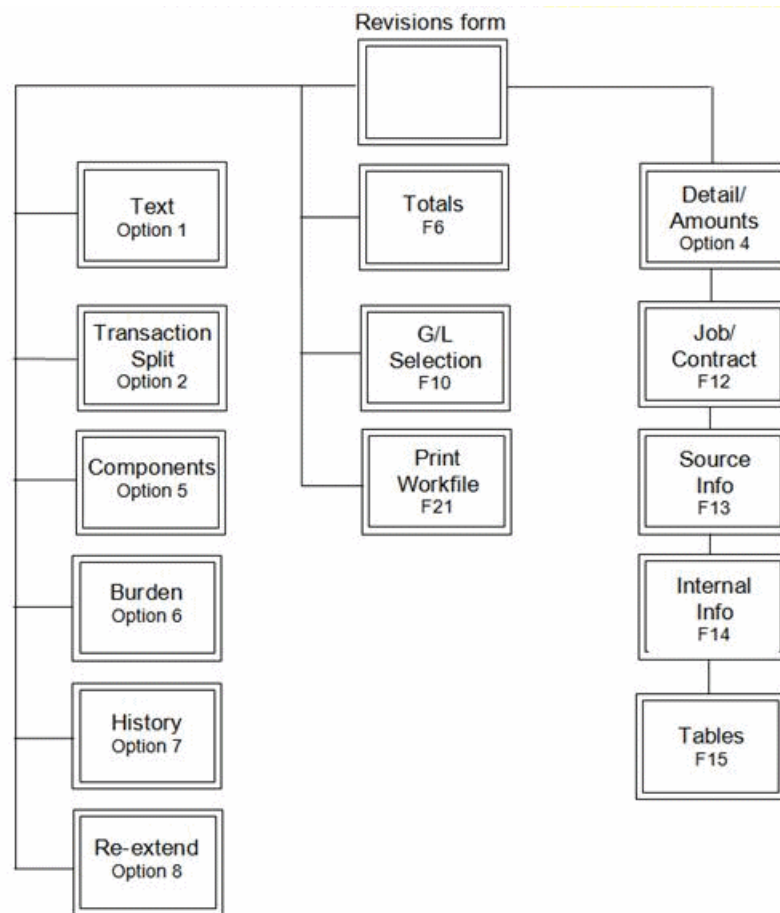 Revisions form
Text
Option 1
Transaction
Split
Option 2
Components
Option 5
Burden
Option 6
History
Option 7
Re-extend
Option 8
Totals
F6
G/L
Selection
F10
Print
Workfile
F21
Detail/
Amounts
Option 4
Job/
Contract
F12
Source
Info
F13
Internal
Info
F14
Tables
F15